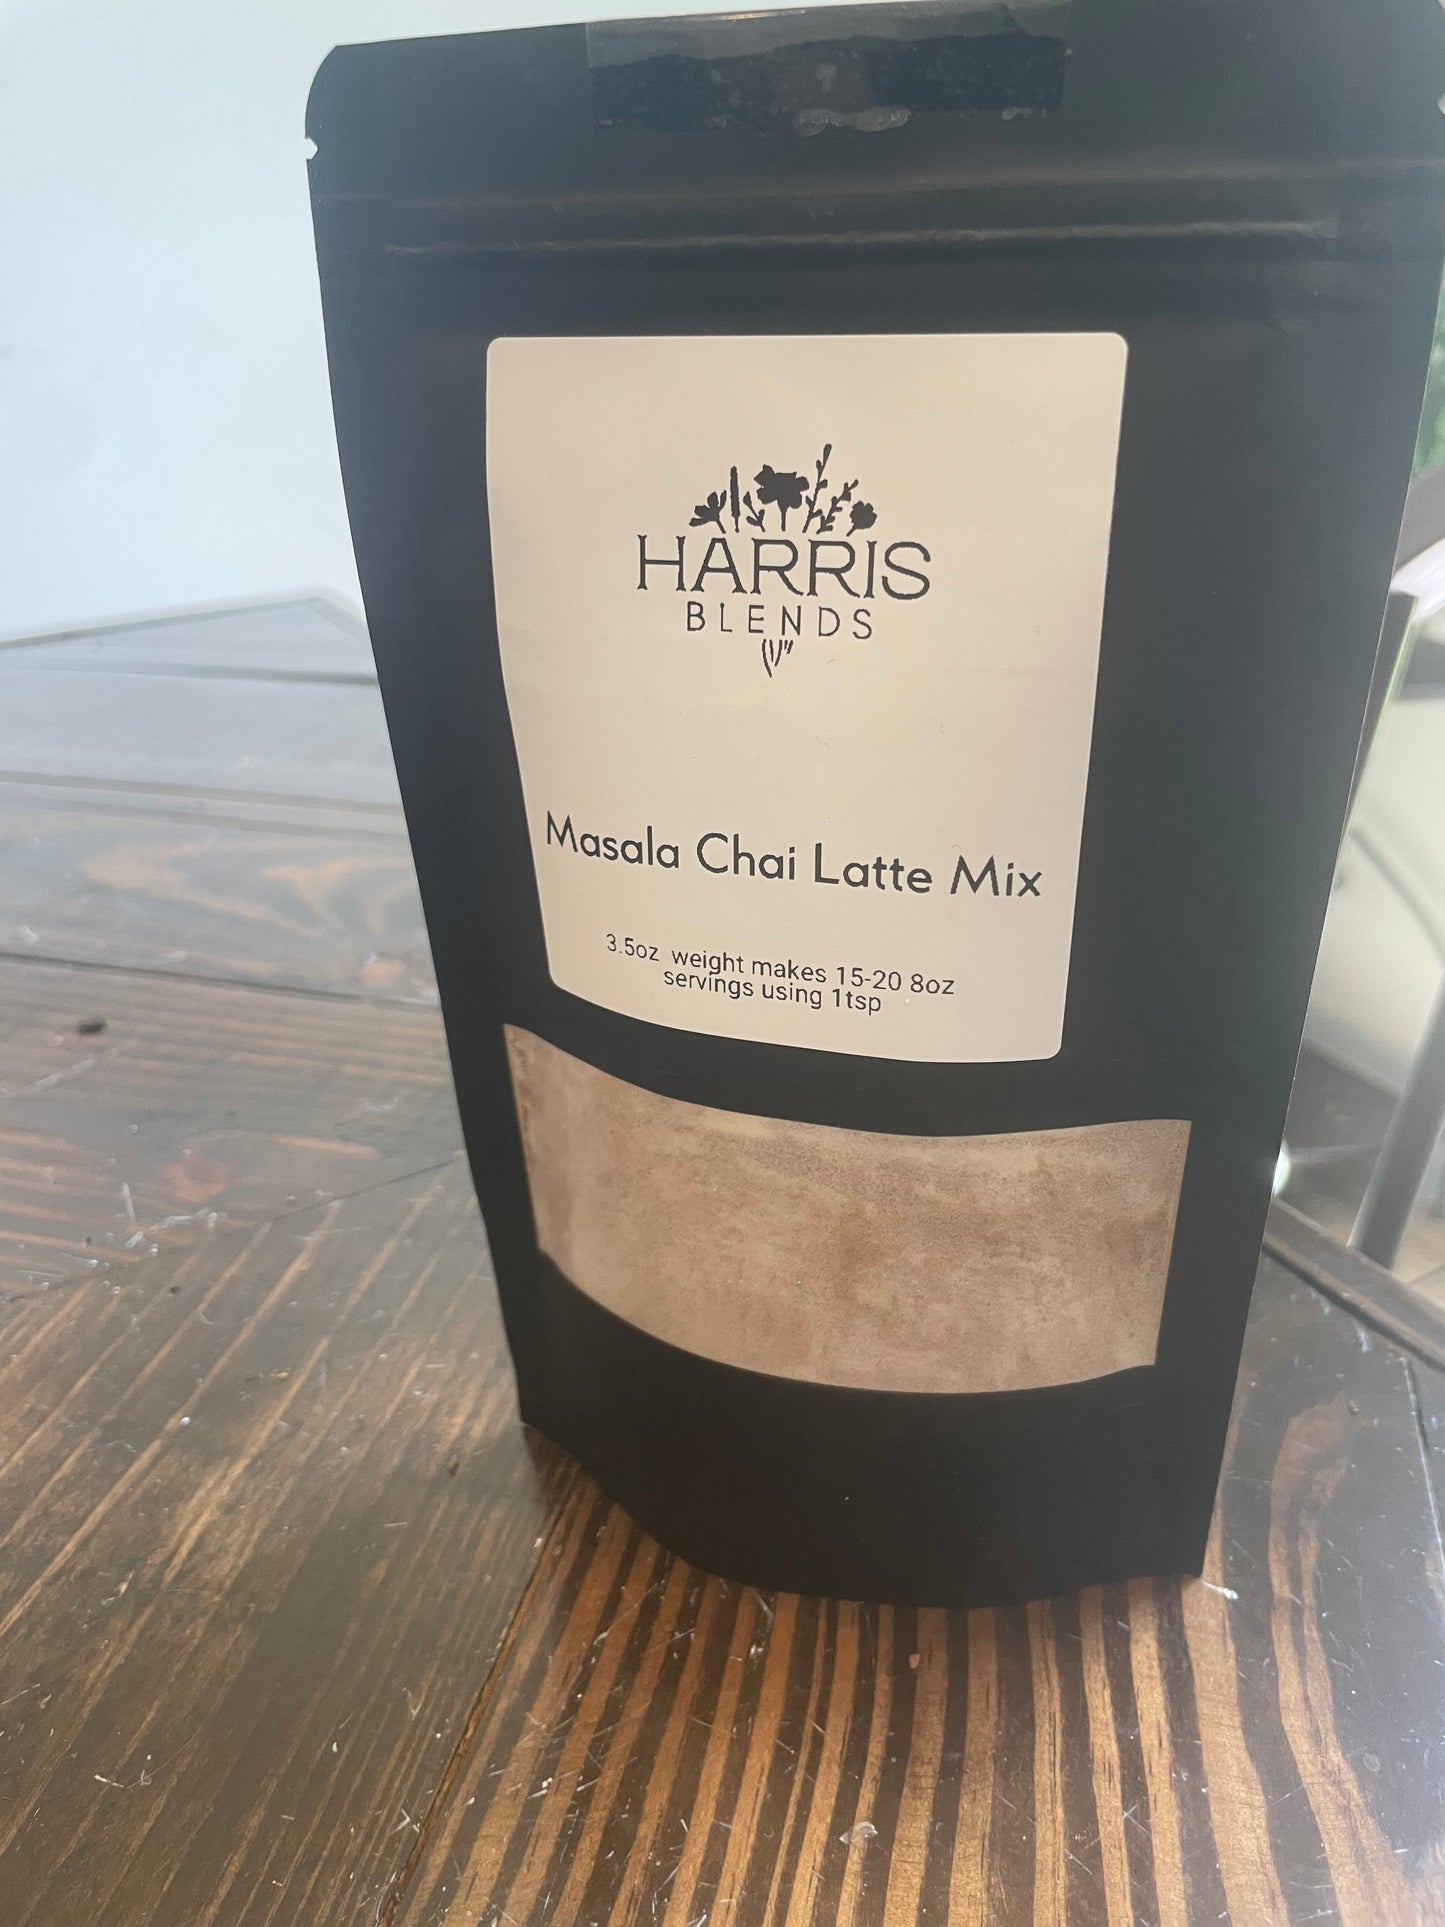 HARRIS
BLENDS
Masala Chai Latte Mix
3.5oz weight makes 15-20 8oz
servings using 1tsp